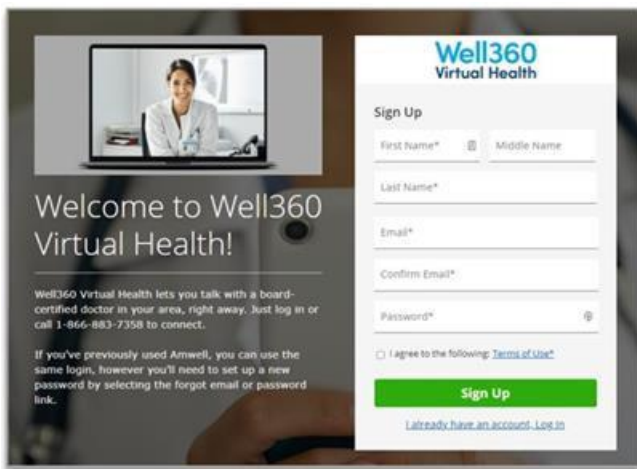 Welcome to Well360
Virtual Health!
Well360 Virtual Health lets you talk with a board-
certified doctor in your area, right away. Just log in or
call 1-866-883-7358 to connect.
If you've previously used Amwell, you can use the
same login, however you'll need to set up a new
password by selecting the forgot email or password
link.
Well360
Virtual Health
Sign Up
First Name* Middle Name
Last Name*
Email*
Confirm Email*
Password*
I agree to the following: Terms of Use*
Sign Up
I already have an account, Log In